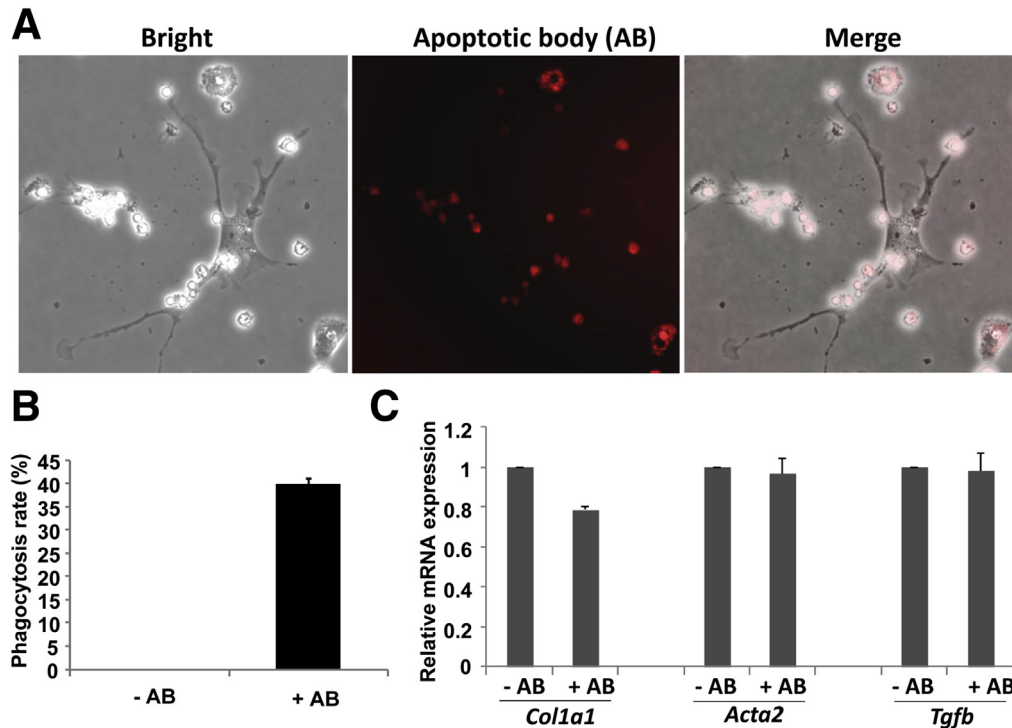 A
Bright Apoptotic body (AB) Merge
B
Phagocytosis rate (%)
45
40
35
30
25
20
15
10
5
0
- AB + AB
C
Relative mRNA expression
1.2
1
0.8
0.6
0.4
0.2
0
- AB + AB - AB + AB - AB + AB
Col1a1 Acta2 Tgfb